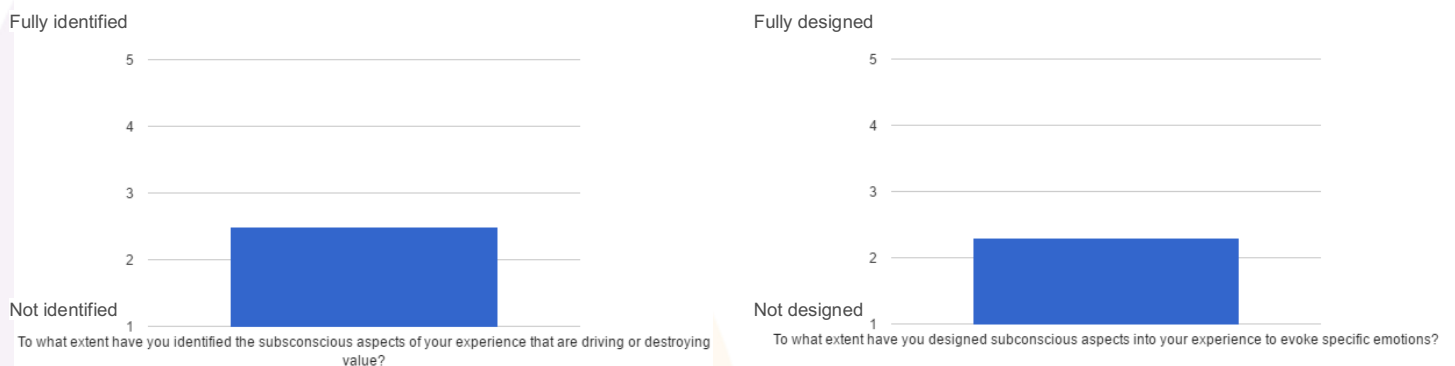 Fully identified
5
4
3
2
Not identified
1
To what extent have you identified the subsconscious aspects of your experience that are driving or destroying
value?
Fully designed
5
4
3
2
Not designed
1
To what extent have you designed subconscious aspects into your experience to evoke specific emotions?